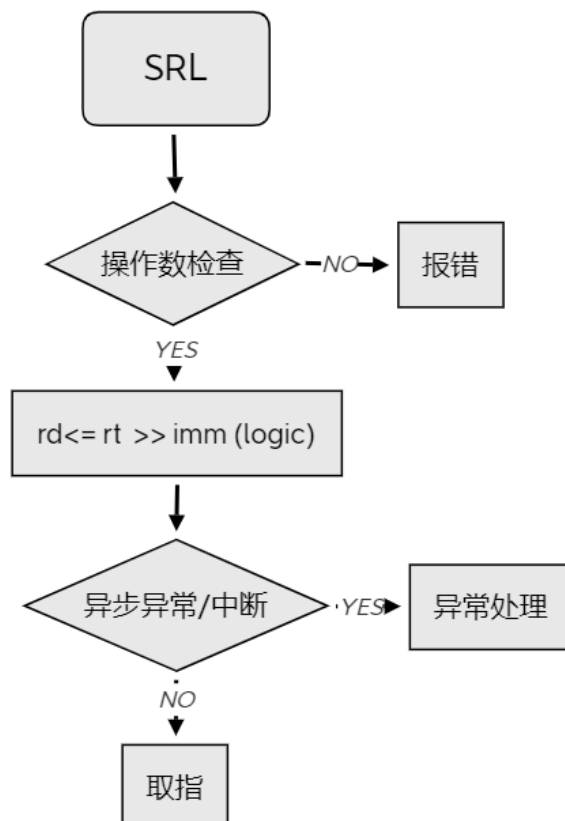 SRL
操作数检查
NO
报错
YES
rd<= rt >> imm (logic)
异步异常/中断
YES
异常处理
NO
取指